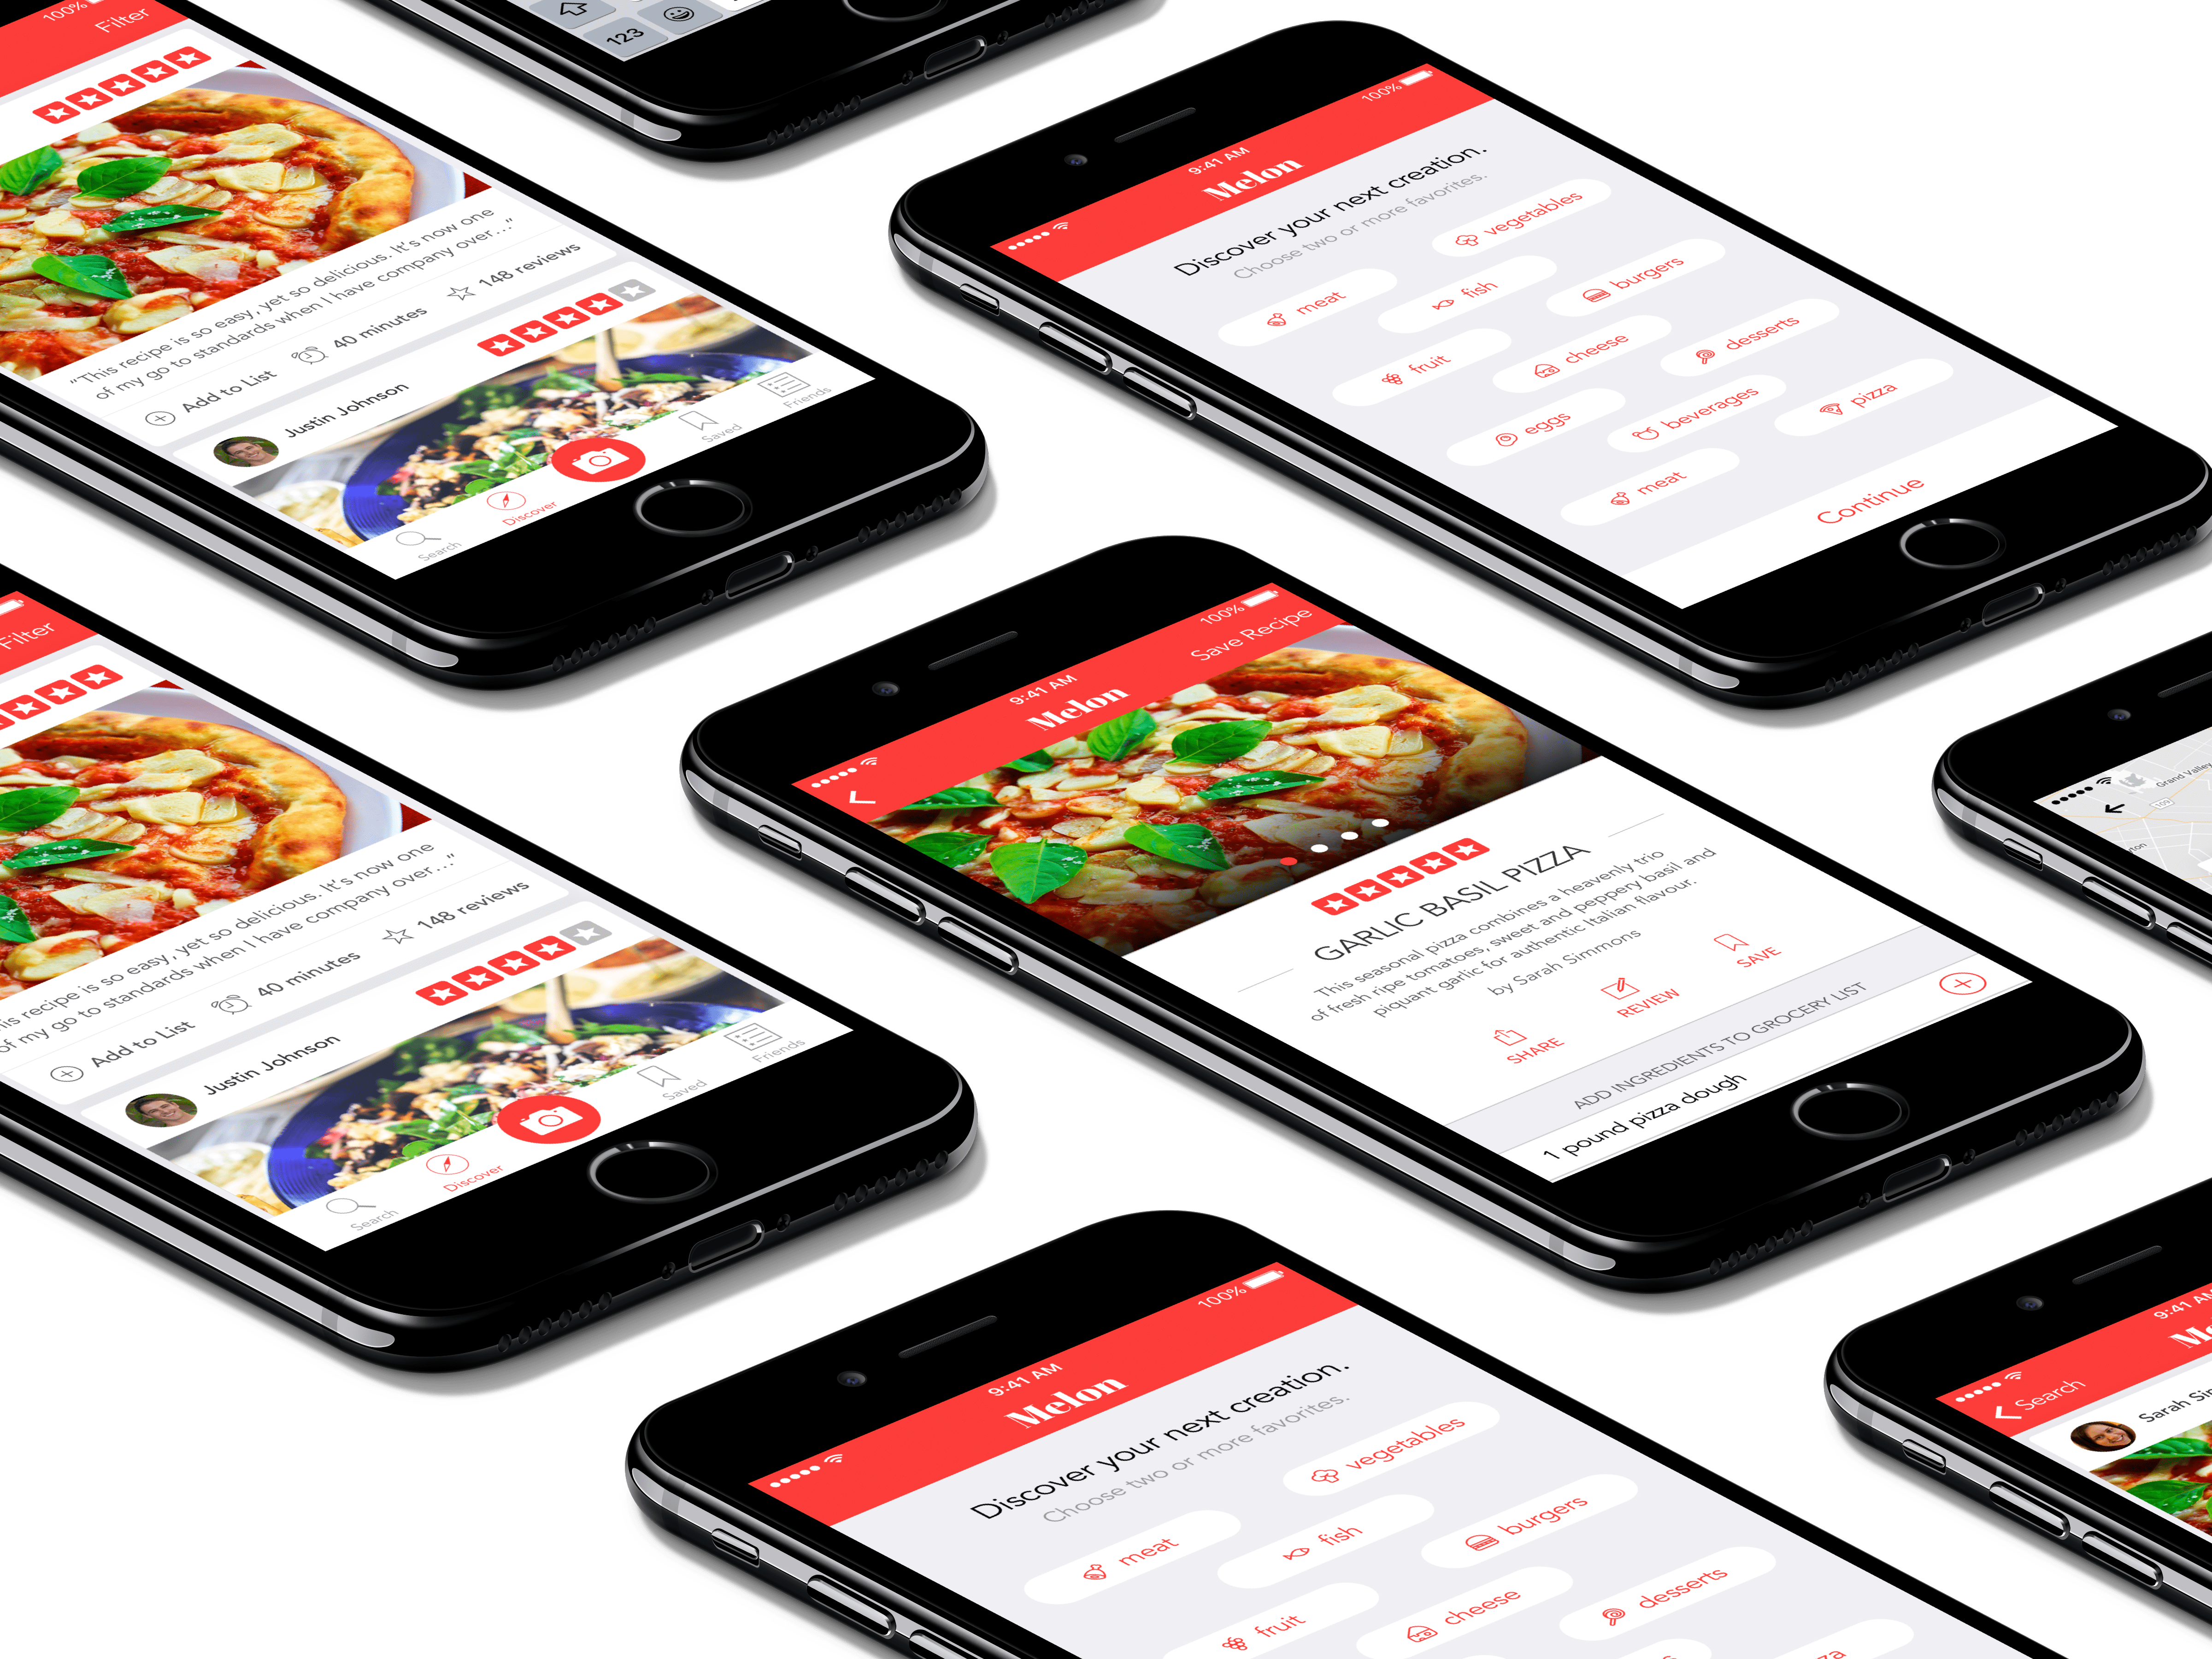 100%
Filter
"This recipe is so easy, yet so delicious. It's now one
of my go to standards when I have company over..."
Add to List
40 minutes
148 reviews
Justin Johnson
Search
Discover
Saved
Friends
123
100%
9:41 AM
Melon
Discover your next creation.
Choose two or more favorites.
meat
vegetables
fish
burgers
fruit
cheese
desserts
eggs
beverages
pizza
meat
Continue
Filter
his recipe is so easy, yet so delicious. It's now one
of my go to standards when I have company over..."
Add to List
40 minutes
148 reviews
Justin Johnson
Search
Discover
Saved
Friends
100%
9:41 AM
Save Recipe
Melon
GARLIC BASIL PIZZA
This seasonal pizza combines a heavenly trio
of fresh ripe tomatoes, sweet and peppery basil and
piquant garlic for authentic Italian flavour.
by Sarah Simmons
SHARE
REVIEW
SAVE
ADD INGREDIENTS TO GROCERY LIST
1 pound pizza dough
Grand Valley
109
100%
9:41 AM
Melon
Discover your next creation.
Choose two or more favorites.
meat
vegetables
fish
burgers
fruit
cheese
desserts
9:41 AM
Search
Sarah